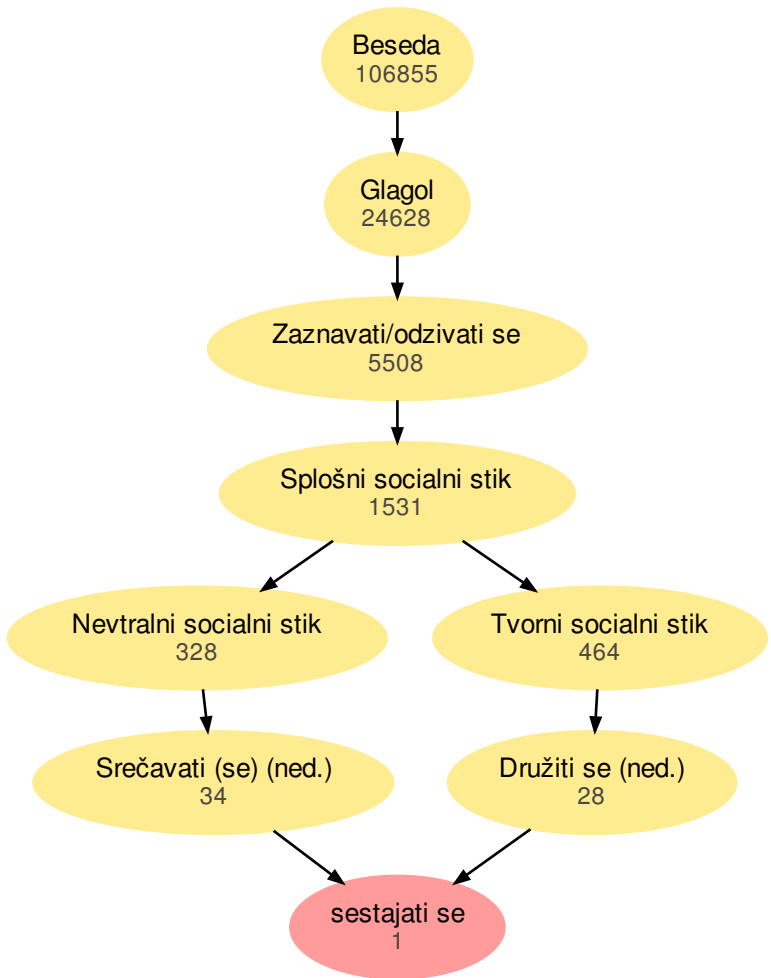 Beseda
106855
Glagol
24628
Zaznavati/odzivati se
5508
Splošni socialni stik
1531
Nevtralni socialni stik
328
Tvorni socialni stik
464
Srečavati (se) (ned.)
34
Družiti se (ned.)
28
sestajati se
1